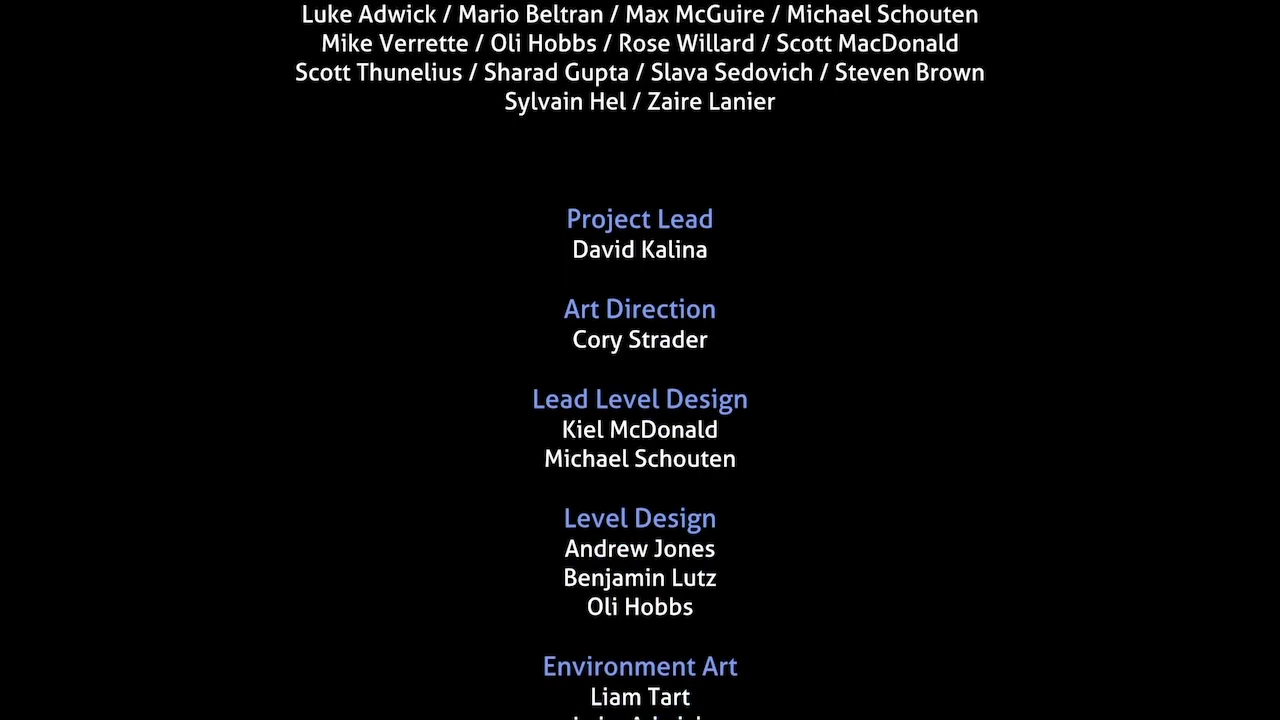 Luke Adwick / Mario Beltran / Max McGuire / Michael Schouten
Mike Verrette / Oli Hobbs / Rose Willard / Scott MacDonald
Scott Thunelius / Sharad Gupta / Slava Sedovich / Steven Brown
Sylvain Hel / Zaire Lanier
Project Lead
David Kalina
Art Direction
Cory Strader
Lead Level Design
Kiel McDonald
Michael Schouten
Level Design
Andrew Jones
Benjamin Lutz
Oli Hobbs
Environment Art
Liam Tart